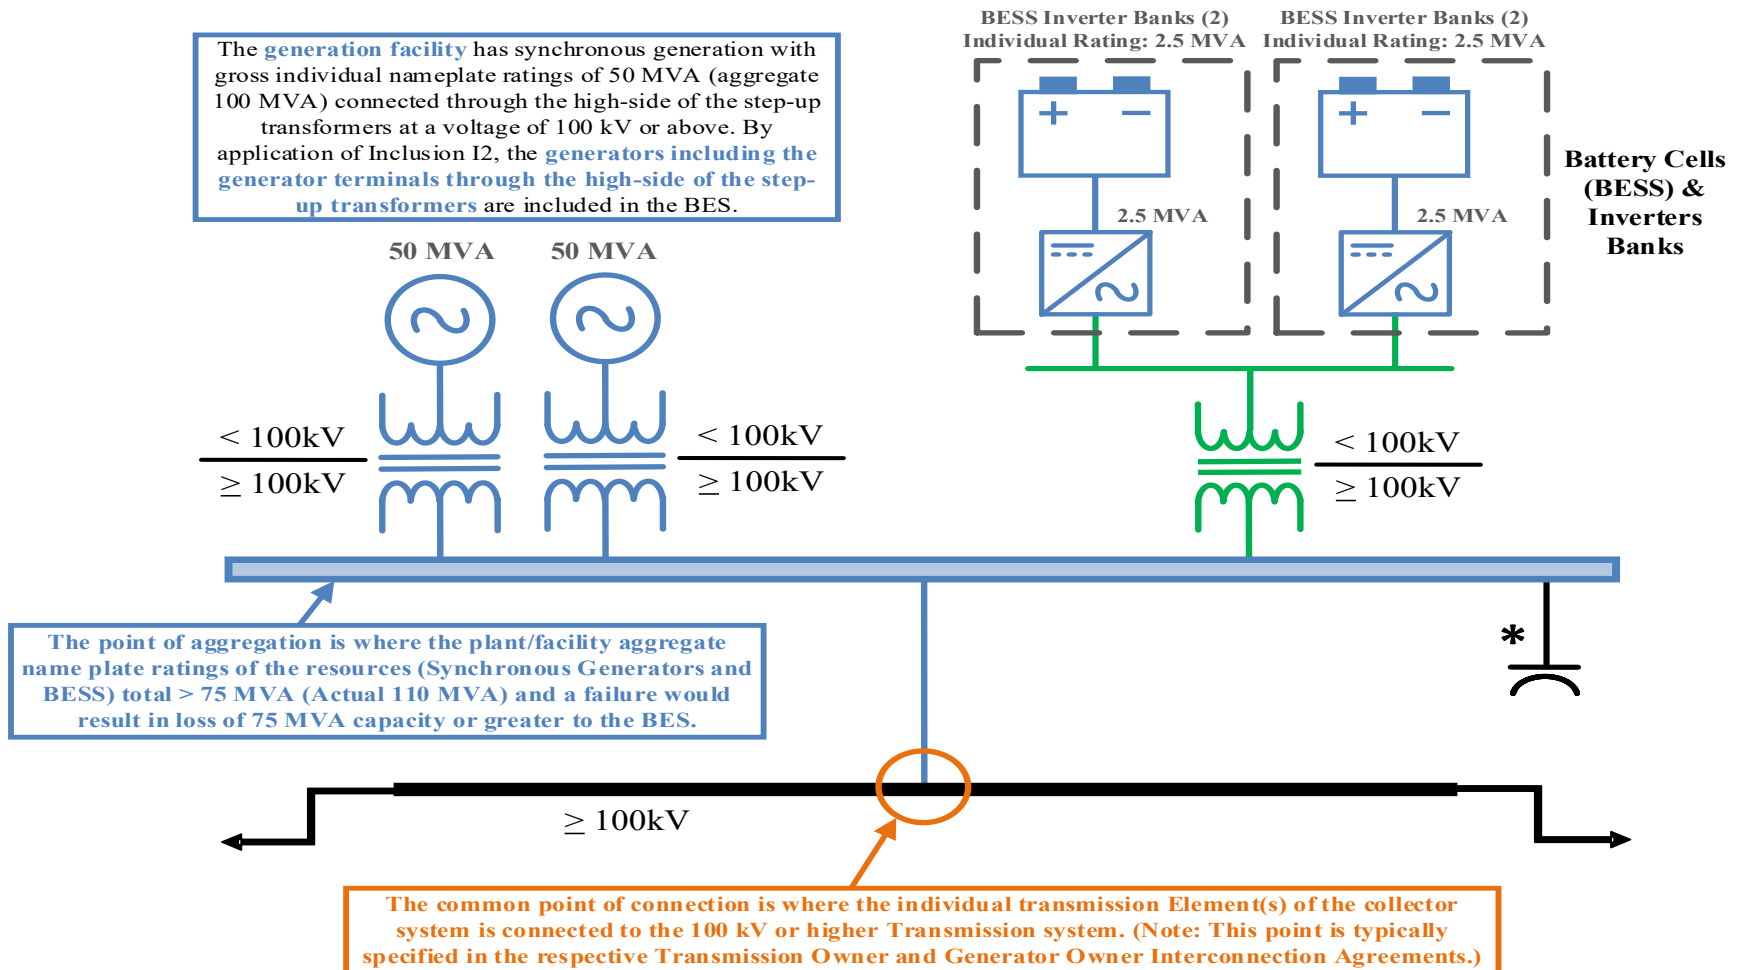 BESS Inverter Banks (2)
Individual Rating: 2.5 MVA
BESS Inverter Banks (2)
Individual Rating: 2.5 MVA
The generation facility has synchronous generation with
gross individual nameplate ratings of 50 MVA (aggregate
100 MVA) connected through the high-side of the step-up
transformers at a voltage of 100 kV or above. By
application of Inclusion I2, the generators including the
generator terminals through the high-side of the step-
up transformers are included in the BES.
+ −
+ −
Battery Cells
(BESS) &
Inverters
Banks
2.5 MVA
2.5 MVA
50 MVA
50 MVA
< 100kV
≥ 100kV
< 100kV
≥ 100kV
< 100kV
≥ 100kV
The point of aggregation is where the plant/facility aggregate
name plate ratings of the resources (Synchronous Generators and
BESS) total > 75 MVA (Actual 110 MVA) and a failure would
result in loss of 75 MVA capacity or greater to the BES.
*
≥ 100kV
The common point of connection is where the individual transmission Element(s) of the collector
system is connected to the 100 kV or higher Transmission system. (Note: This point is typically
specified in the respective Transmission Owner and Generator Owner Interconnection Agreements.)